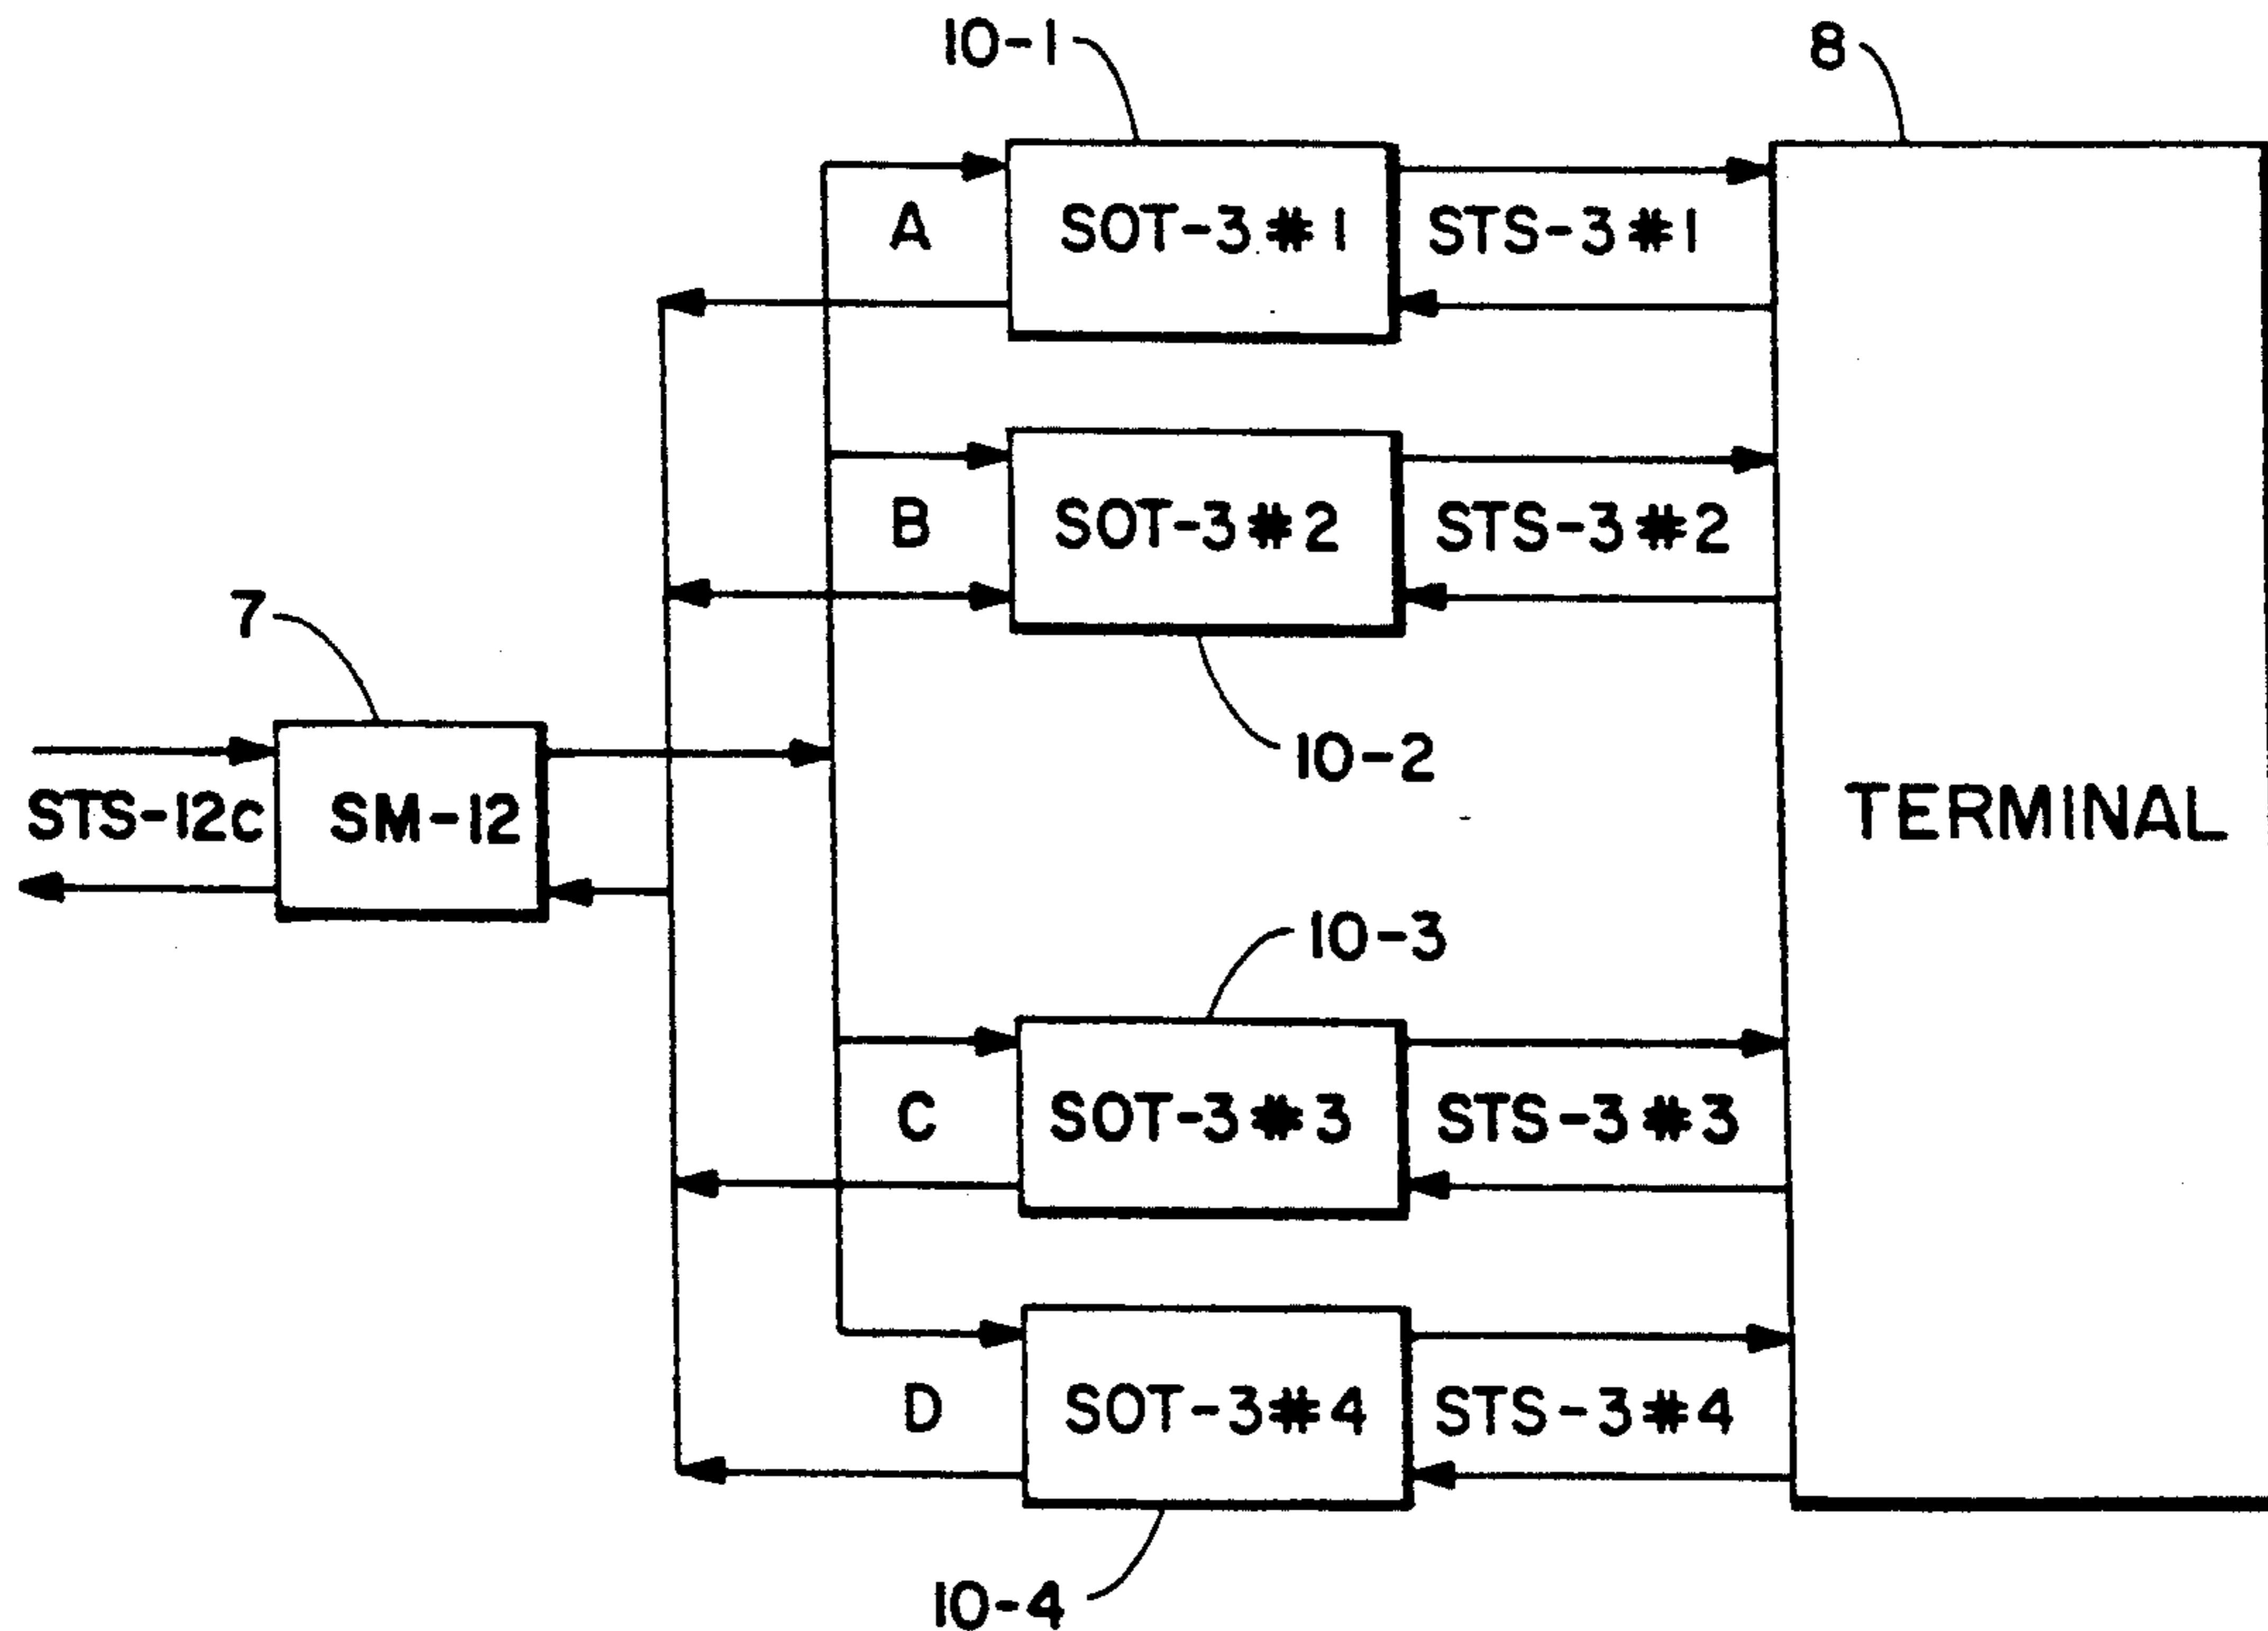 10-1
8
A
SOT-3#1
STS-3#1
B
SOT-3#2
STS-3#2
7
10-2
STS-12c
SM-12
TERMINAL
10-3
C
SOT-3#3
STS-3#3
D
SOT-3#4
STS-3#4
10-4